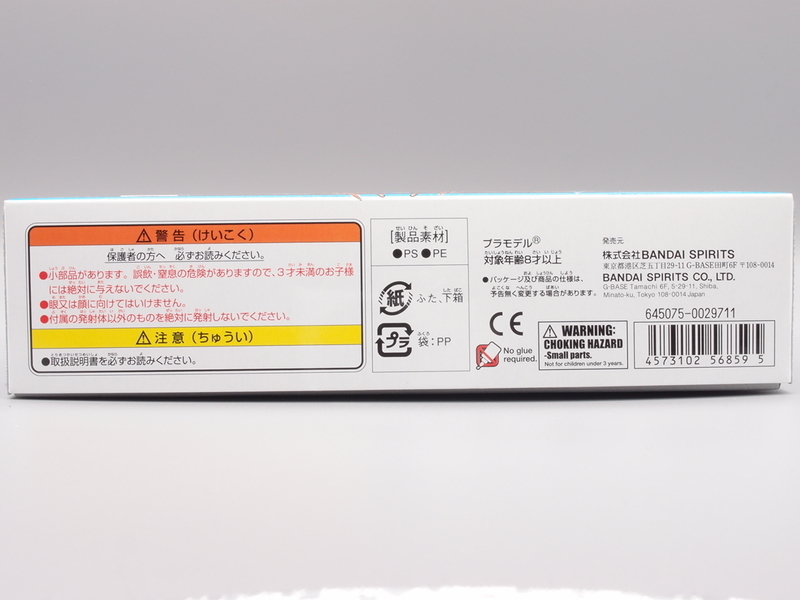 ⚠警告(けいこく)
保護者の方へ 必ずお読みください。
●小部品があります。誤飲・窒息の危険がありますので、3才未満のお子様
には絶対に与えないでください。
●眼又は顔に向けてはいけません。
●付属の発射体以外のものを絶対に発射しないでください。
⚠注意(ちゅうい)
●取扱説明書を必ずお読みください。
[製品素材]
●PS ●PE
紙 ふた、下箱
プラ 袋:PP
プラモデル®
対象年齢8才以上
●パッケージ及び商品の仕様は、
予告無く変更する場合があります。
CE
No glue
required.
⚠WARNING:
CHOKING HAZARD
-Small parts.
Not for children under 3 years.
発売元
株式会社BANDAI SPIRITS
東京都港区芝五丁目29-11 G-BASE田町6F 〒108-0014
BANDAI SPIRITS CO., LTD.
G-BASE Tamachi 6F, 5-29-11, Shiba,
Minato-ku, Tokyo 108-0014 Japan
645075-0029711
4573102 56859 5